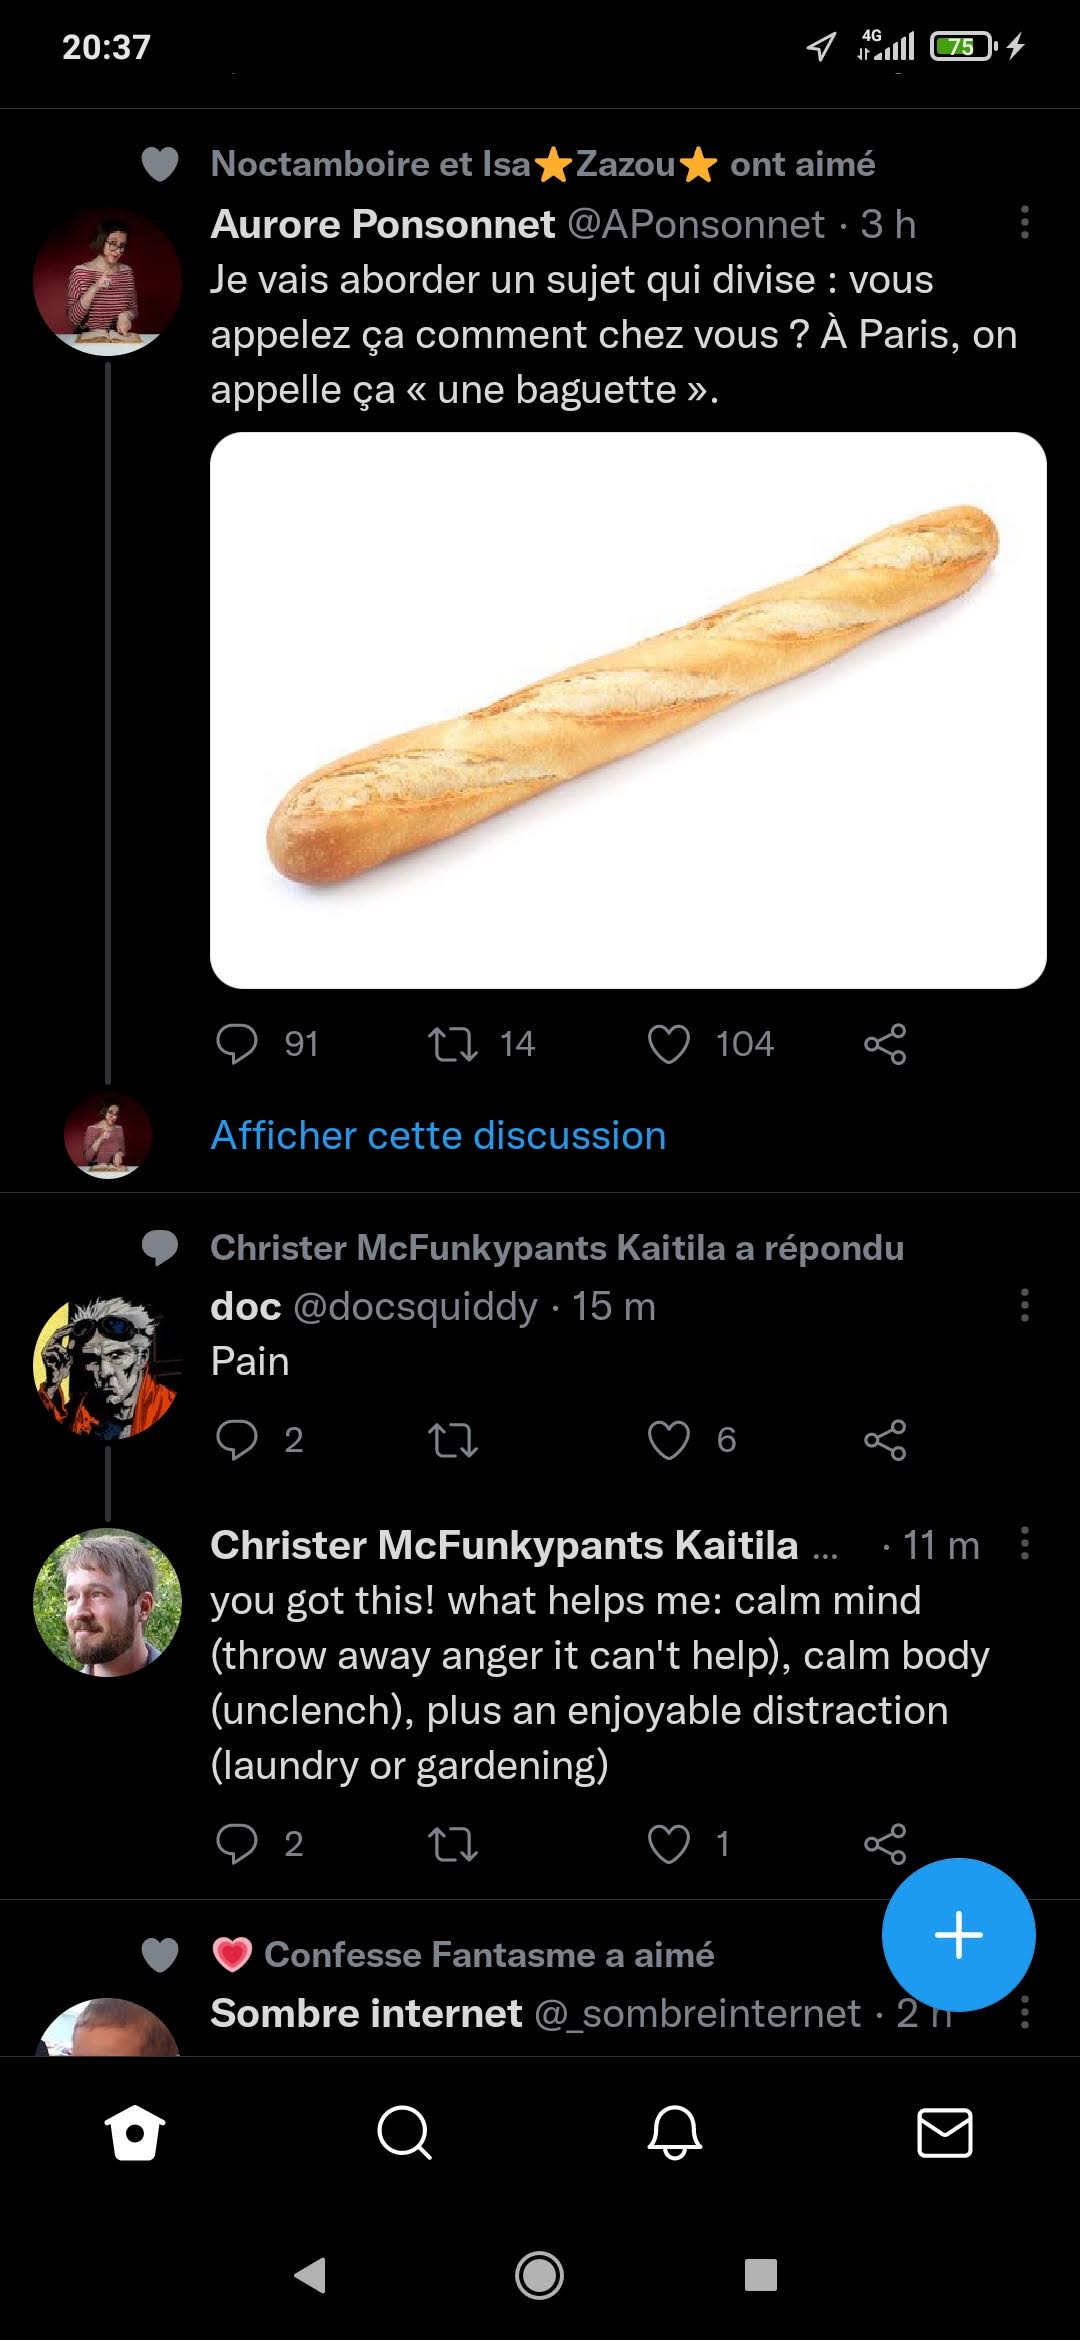 20:37
4G
75
Noctamboire et Isa⭐Zazou⭐ ont aimé
Aurore Ponsonnet @APonsonnet · 3 h
Je vais aborder un sujet qui divise : vous
appelez ça comment chez vous ? À Paris, on
appelle ça « une baguette ».
91 14 104
Afficher cette discussion
Christer McFunkypants Kaitila a répondu
doc @docsquiddy · 15 m
Pain
2 6
Christer McFunkypants Kaitila ... · 11 m
you got this! what helps me: calm mind
(throw away anger it can't help), calm body
(unclench), plus an enjoyable distraction
(laundry or gardening)
2 1
💗 Confesse Fantasme a aimé
Sombre internet @_sombreinternet · 2 h